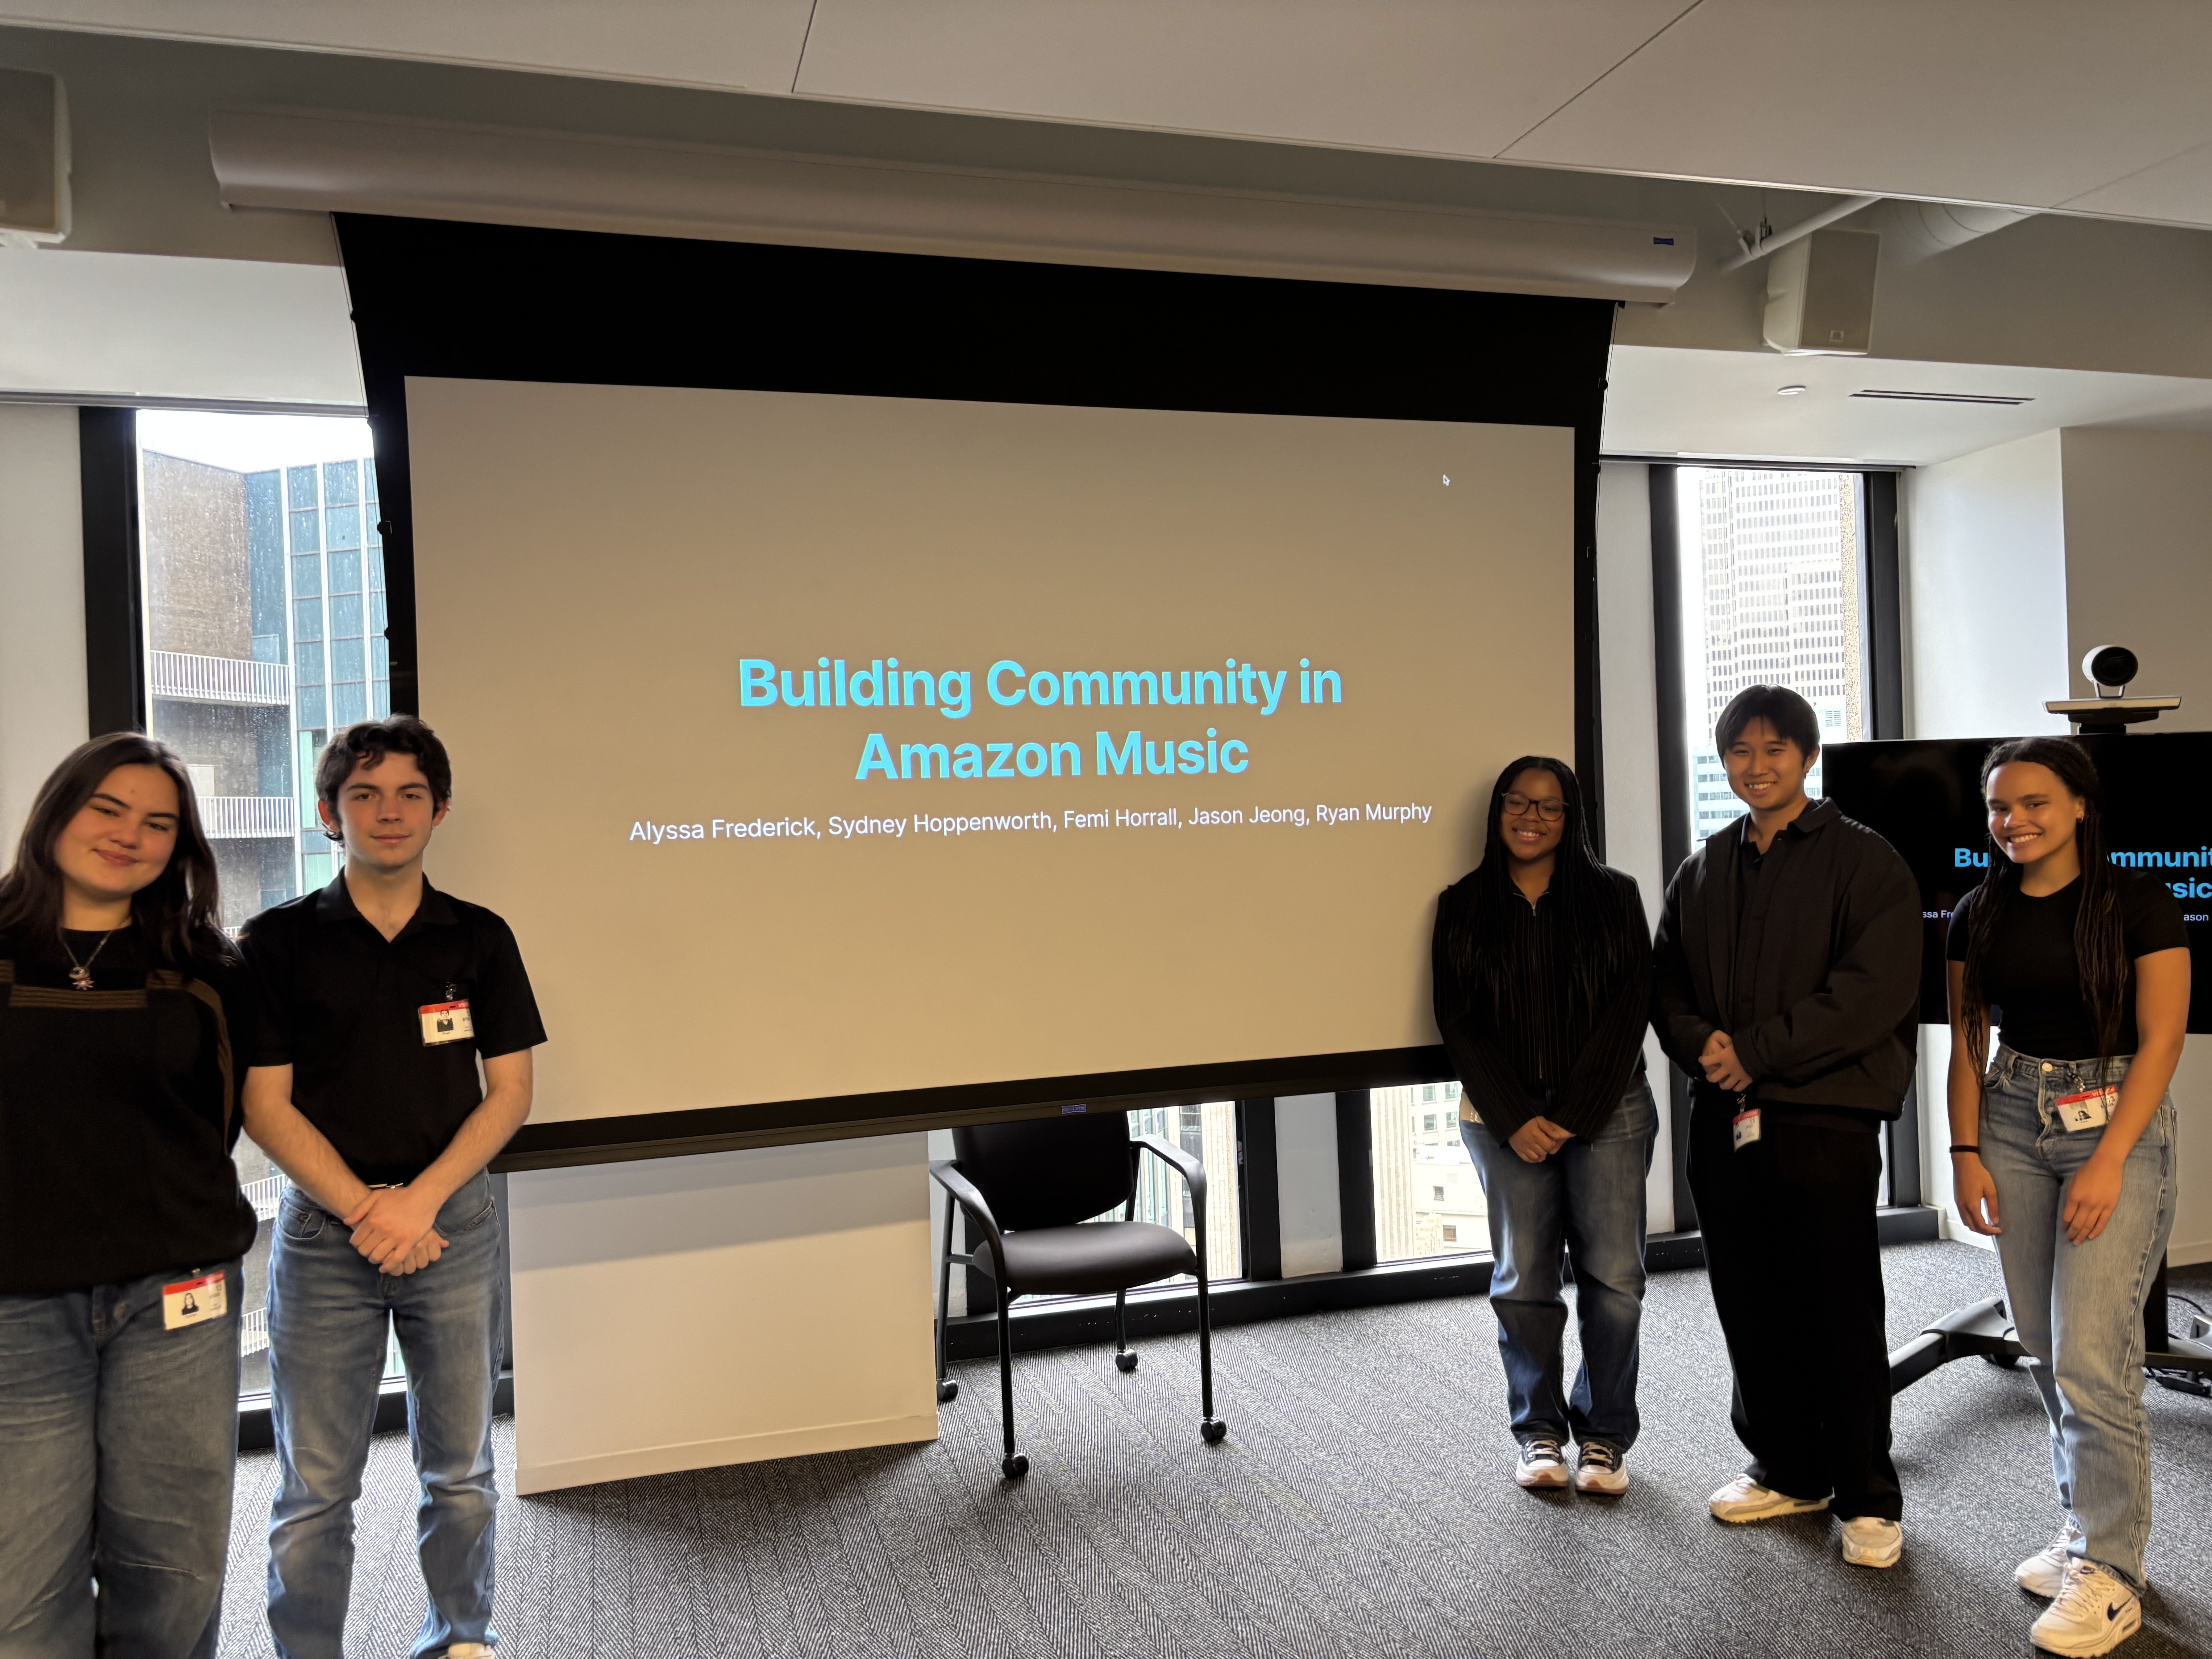 Building Community in
Amazon Music
Alyssa Frederick, Sydney Hoppenworth, Femi Horrall, Jason Jeong, Ryan Murphy